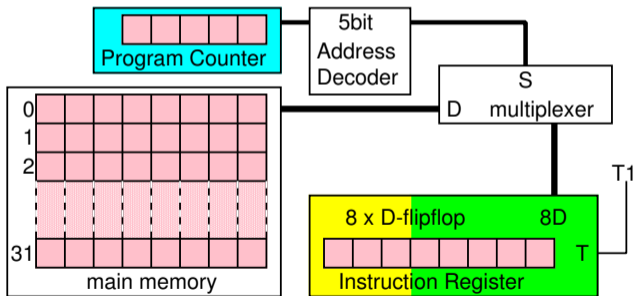 Program Counter
5bit
Address
Decoder
S
D multiplexer
0
1
2
31
main memory
T1
8 x D-flipflop 8D
T
Instruction Register